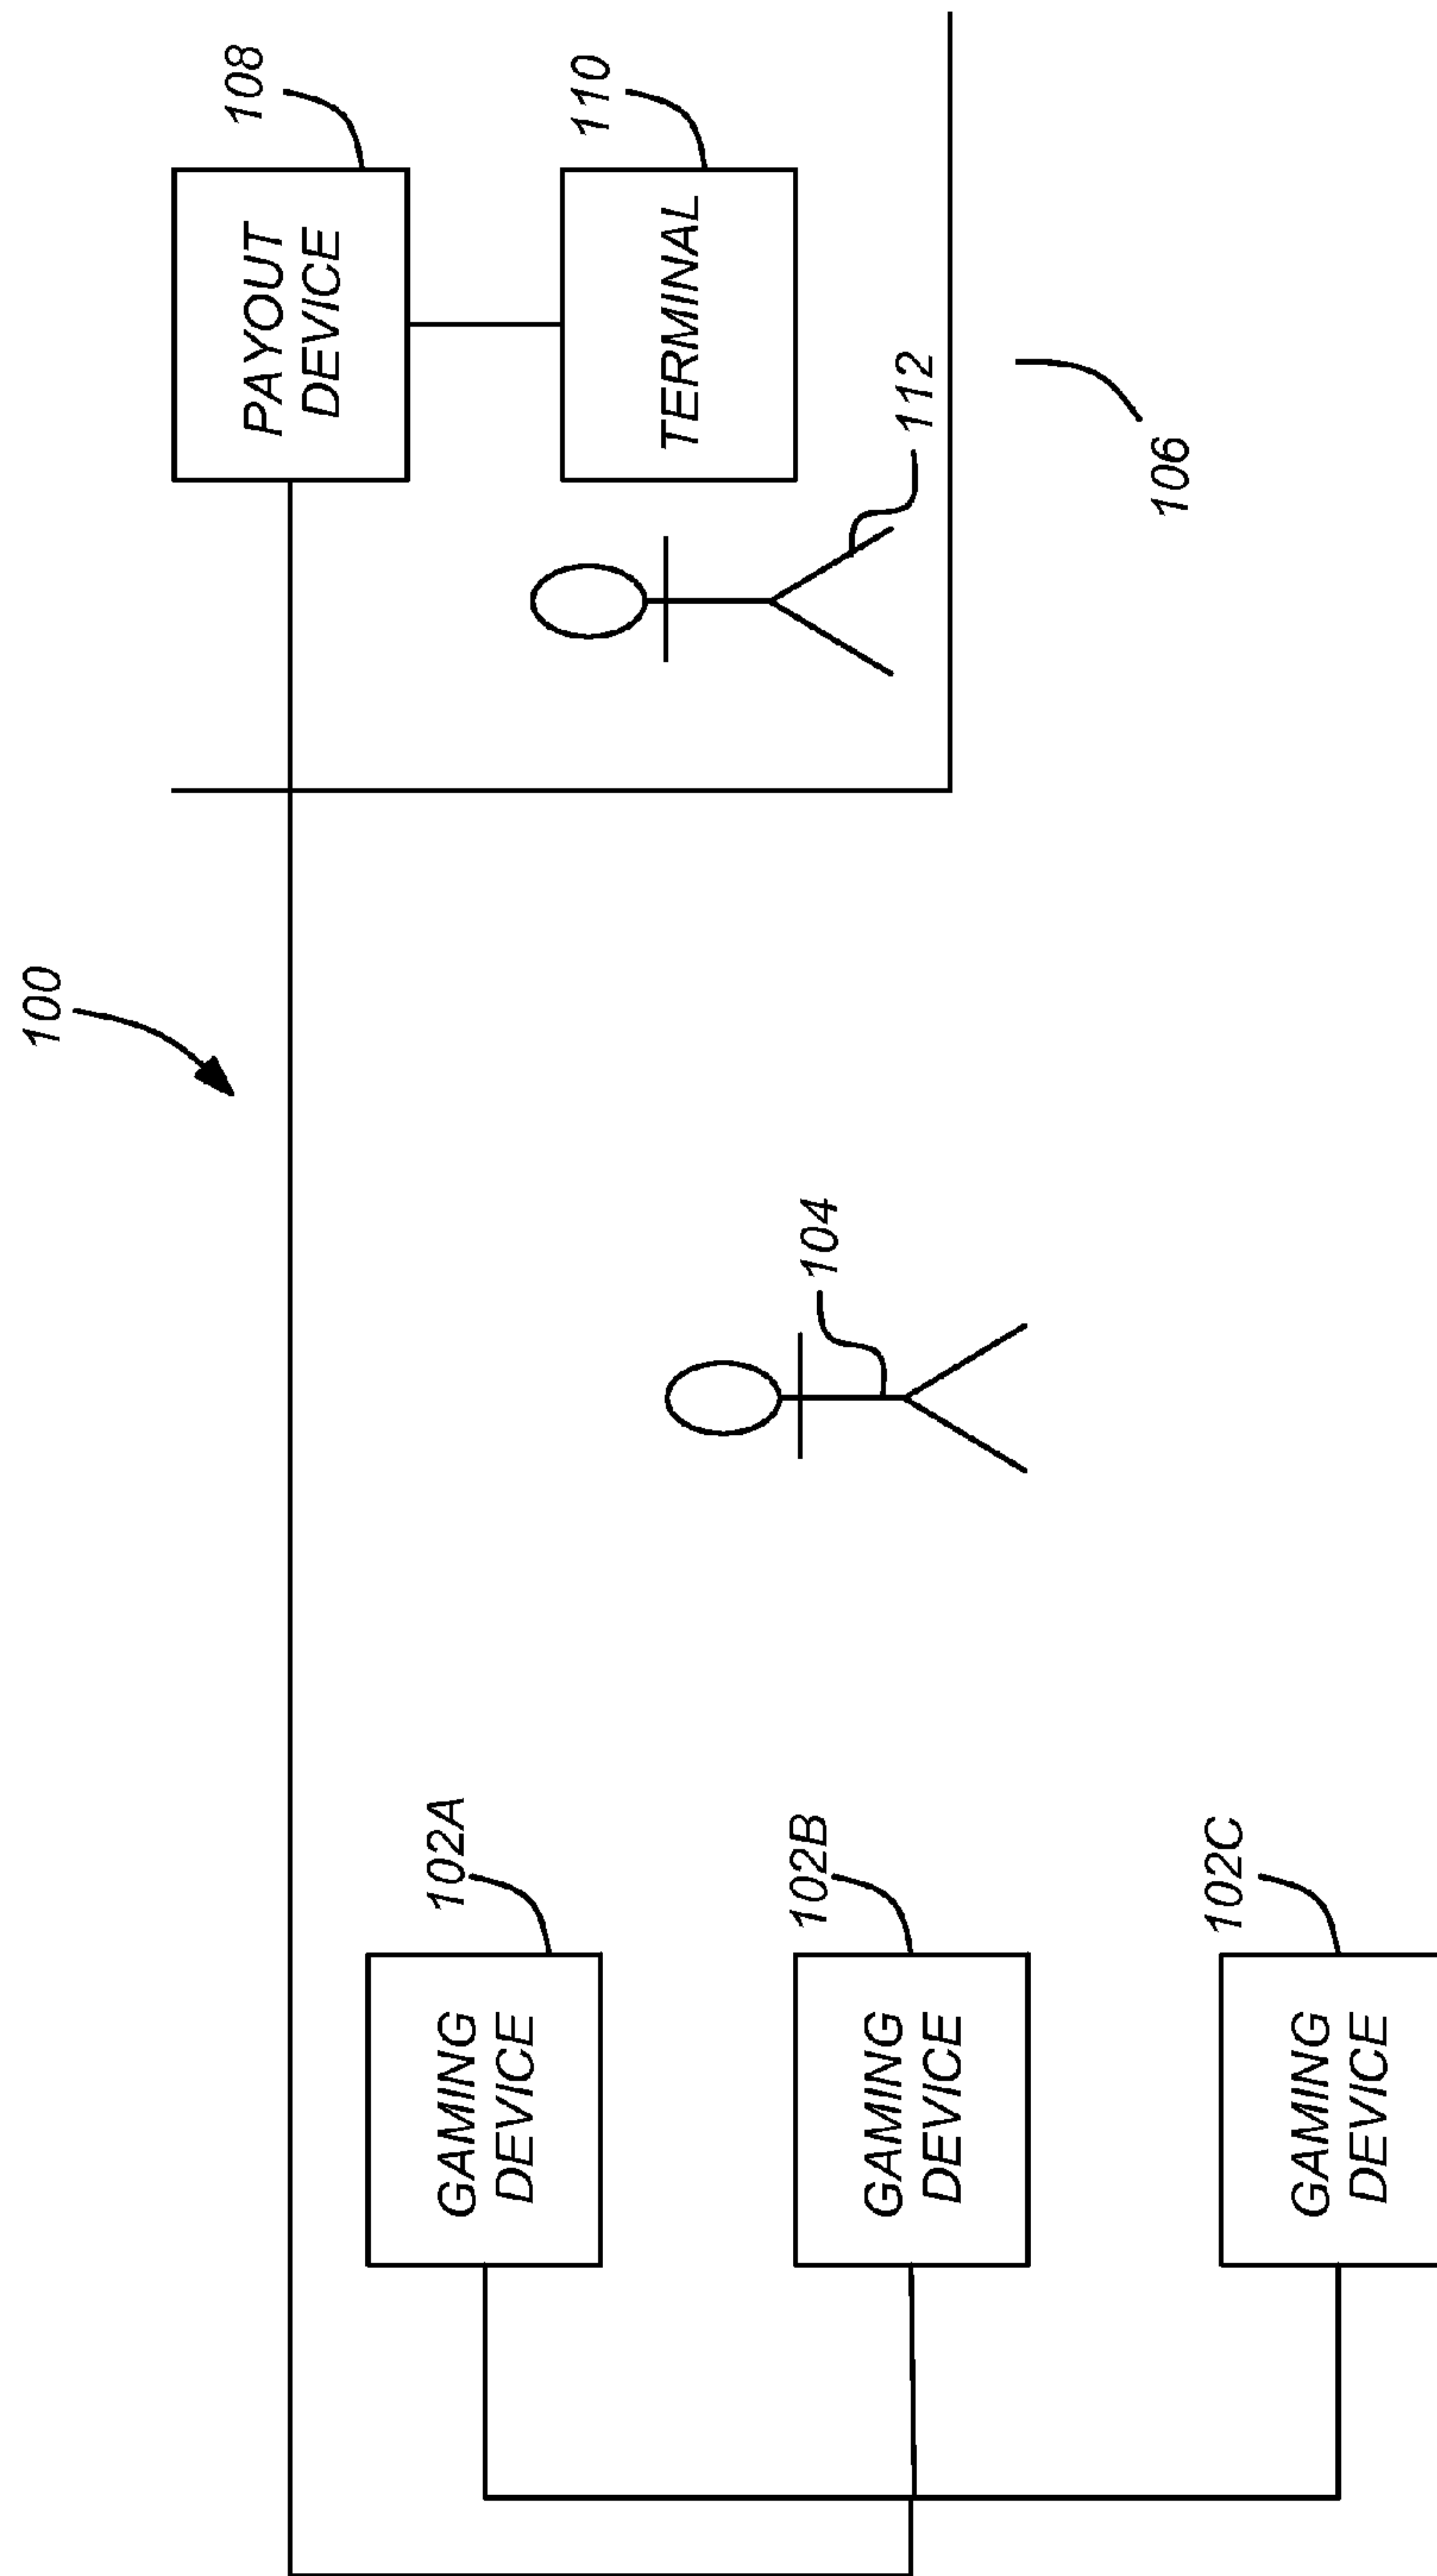 100
108
PAYOUT
DEVICE
110
TERMINAL
112
106
104
102A
GAMING
DEVICE
102B
GAMING
DEVICE
102C
GAMING
DEVICE